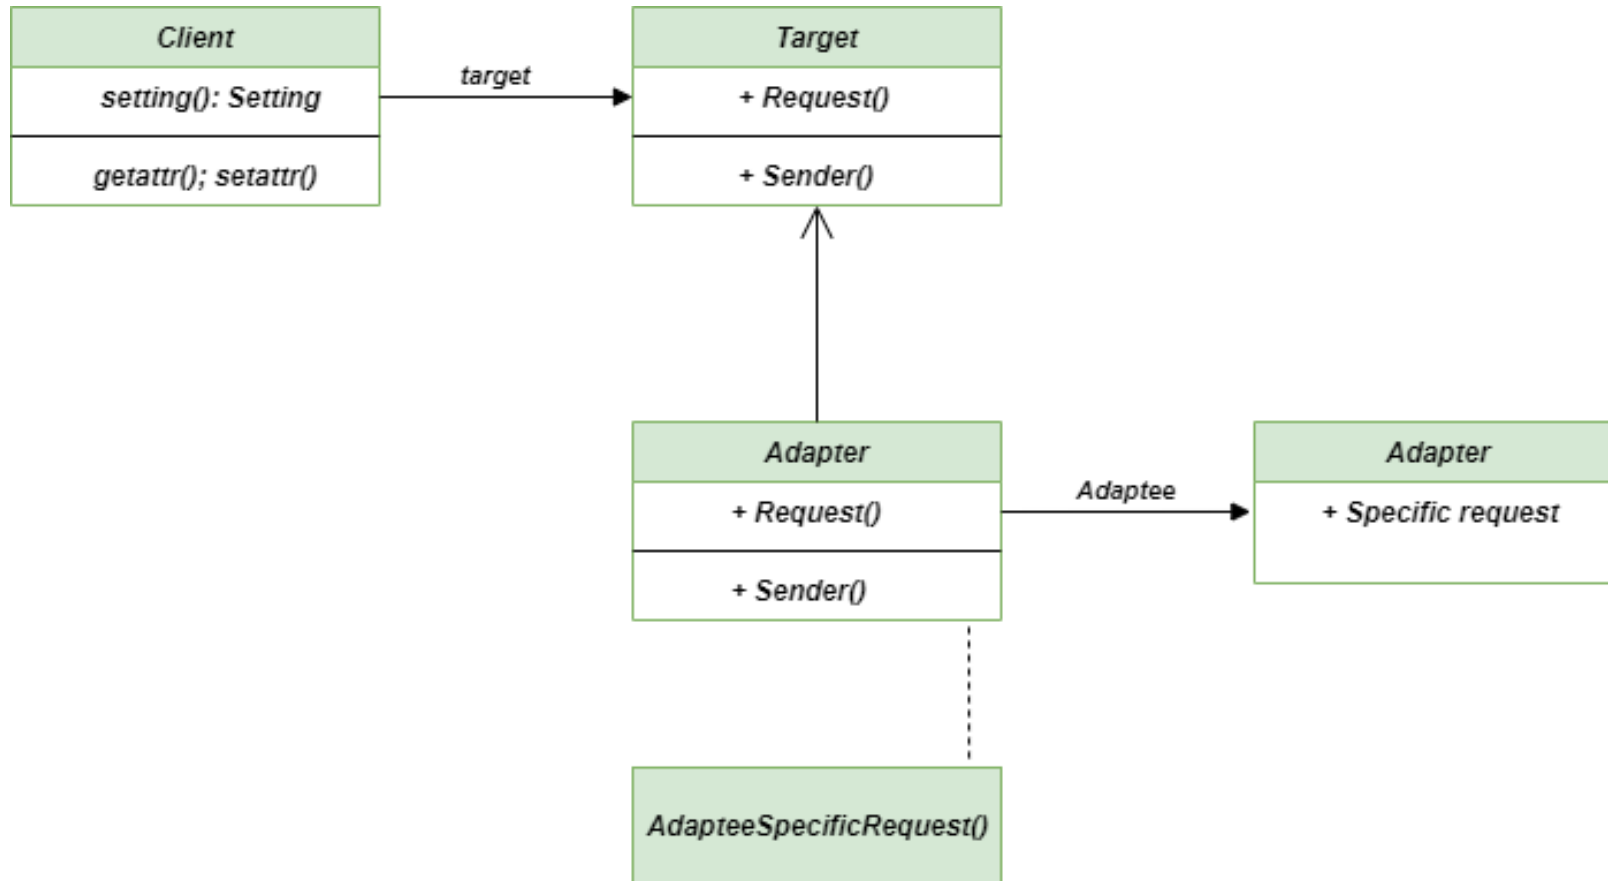 Client
setting(): Setting
getattr(); setattr()
target
Target
+ Request()
+ Sender()
Adapter
+ Request()
+ Sender()
Adaptee
Adapter
+ Specific request
AdapteeSpecificRequest()